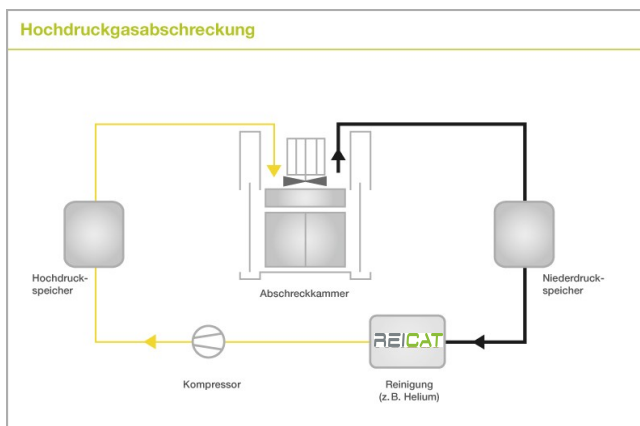 Hochdruckgasabschreckung
Hochdruck-
speicher
Abschreckkammer
Niederdruck-
speicher
Kompressor
REICAT
Reinigung
(z. B. Helium)